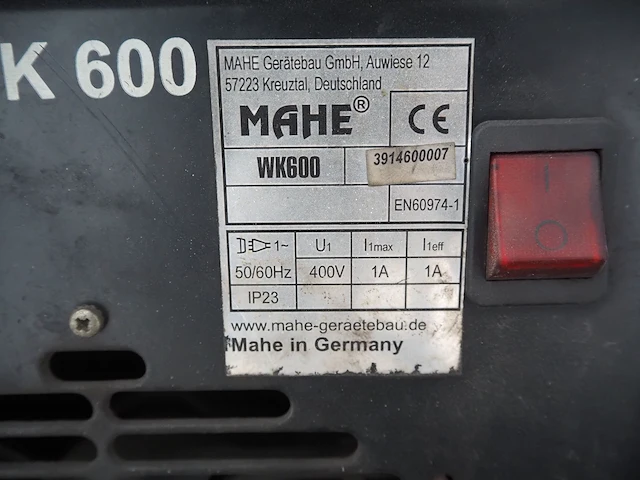 K 600
MAHE Gerätebau GmbH, Auwiese 12
57223 Kreuztal, Deutschland
MAHE® CE
WK600 3914600007
EN60974-1
1~ U1 I1max I1eff
50/60Hz 400V 1A 1A
IP23
www.mahe-geraetebau.de
Mahe in Germany
I
O